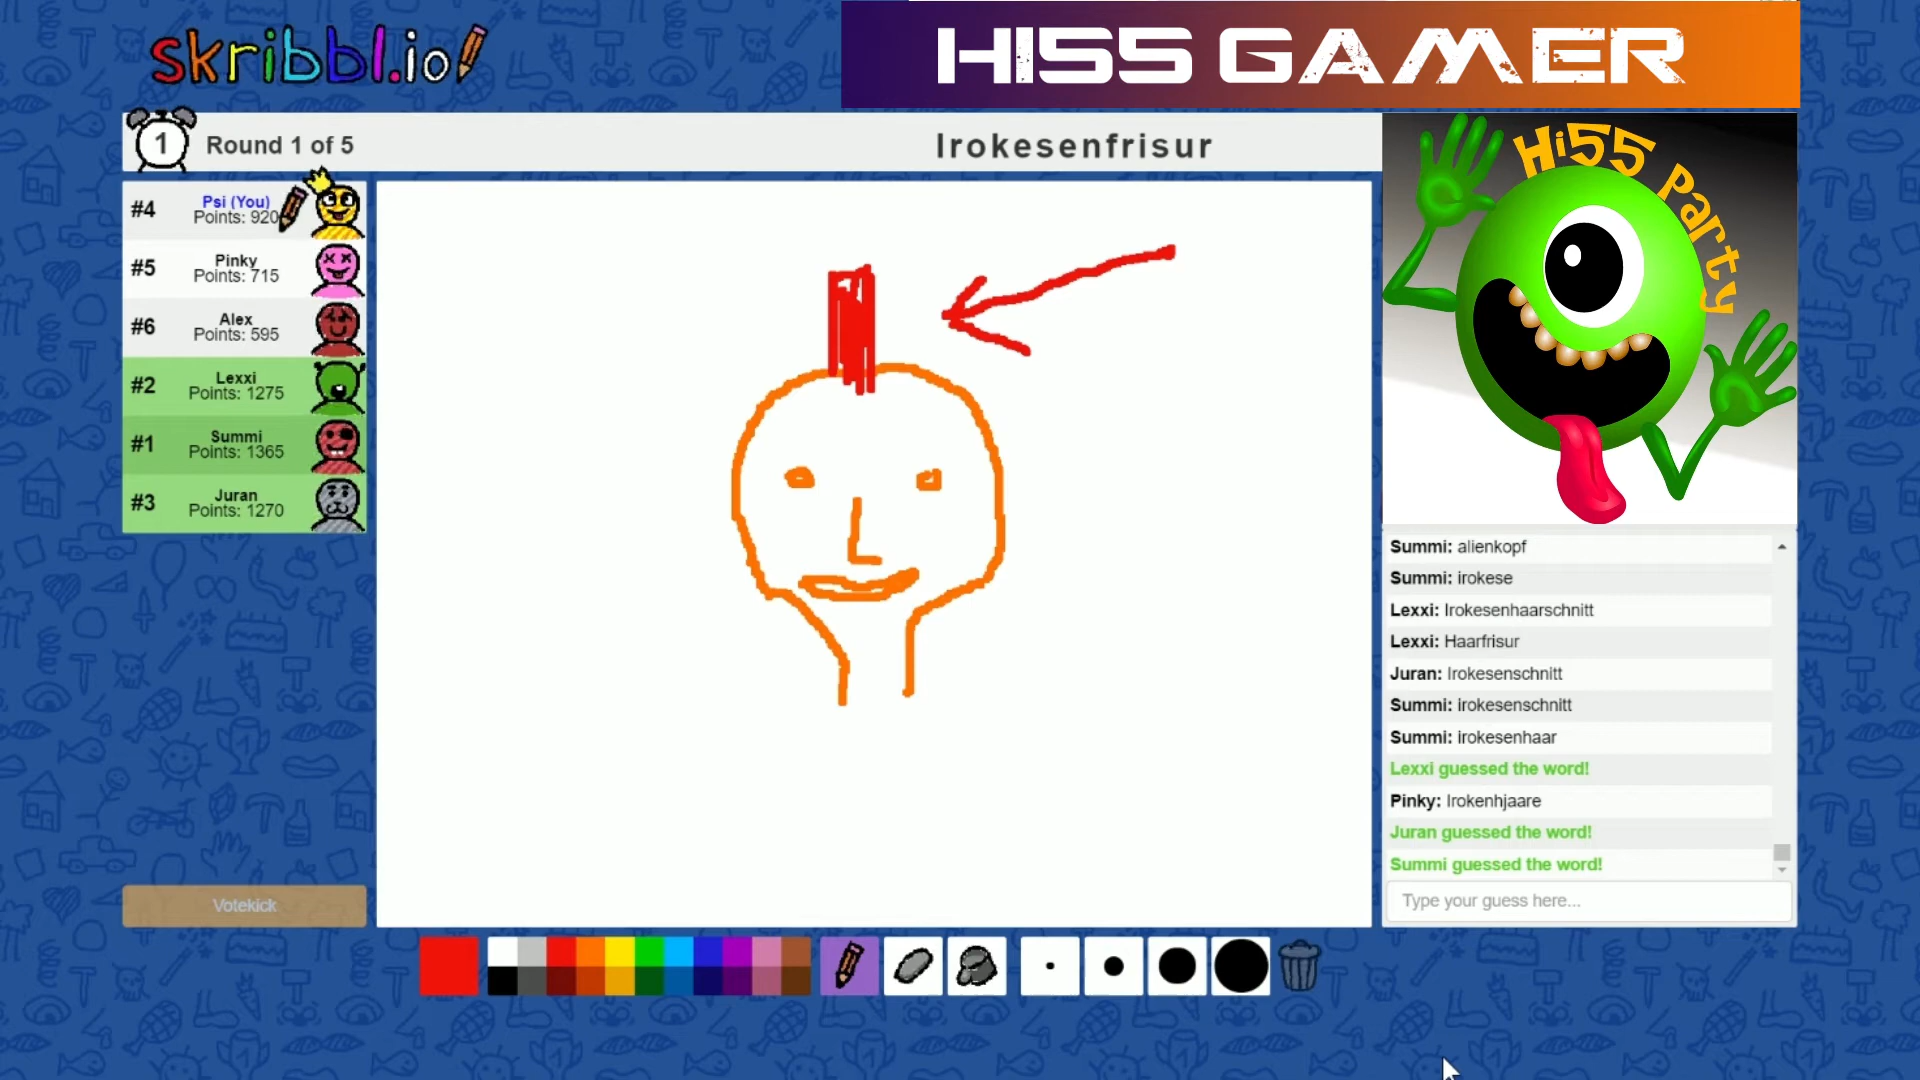 skribbl.io
HI55 GAMER
1
Round 1 of 5
Irokesenfrisur
Hi55 Party
#4
Psi (You)
Points: 920
#5
Pinky
Points: 715
#6
Alex
Points: 595
#2
Lexxi
Points: 1275
#1
Summi
Points: 1365
#3
Juran
Points: 1270
Votekick
Summi: alienkopf
Summi: irokese
Lexxi: Irokesenhaarschnitt
Lexxi: Haarfrisur
Juran: Irokesenschnitt
Summi: irokesenschnitt
Summi: irokesenhaar
Lexxi guessed the word!
Pinky: Irokenhjaare
Juran guessed the word!
Summi guessed the word!
Type your guess here...